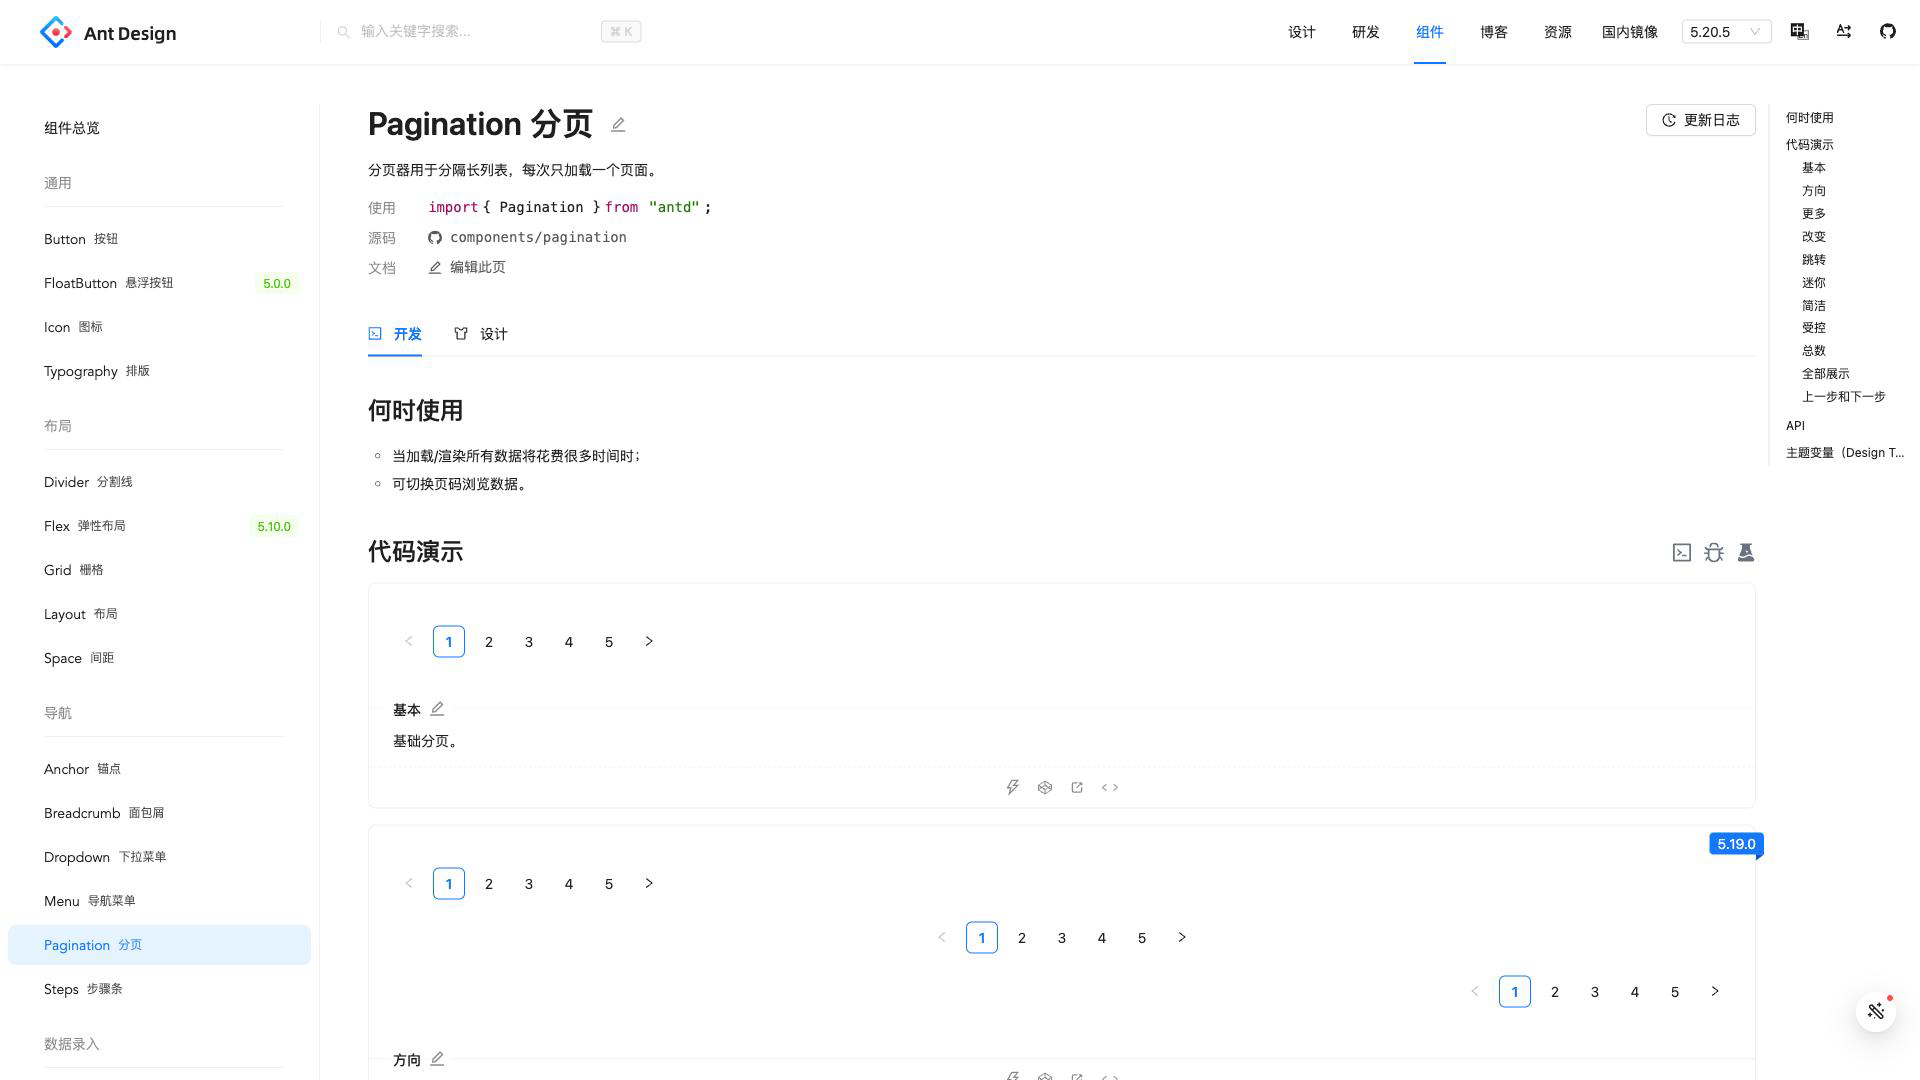 Ant Design
输入关键字搜索...
⌘ K
设计
研发
组件
博客
资源
国内镜像
5.20.5
组件总览
通用
Button 按钮
FloatButton 悬浮按钮 5.0.0
Icon 图标
Typography 排版
布局
Divider 分割线
Flex 弹性布局 5.10.0
Grid 栅格
Layout 布局
Space 间距
导航
Anchor 锚点
Breadcrumb 面包屑
Dropdown 下拉菜单
Menu 导航菜单
Pagination 分页
Steps 步骤条
数据录入
Pagination 分页
更新日志
分页器用于分隔长列表，每次只加载一个页面。
使用 import { Pagination } from "antd";
源码 components/pagination
文档 编辑此页
开发 设计
何时使用
当加载/渲染所有数据将花费很多时间时；
可切换页码浏览数据。
代码演示
1 2 3 4 5
基本
基础分页。
< >
5.19.0
1 2 3 4 5
1 2 3 4 5
1 2 3 4 5
方向
何时使用
代码演示
基本
方向
更多
改变
跳转
迷你
简洁
受控
总数
全部展示
上一步和下一步
API
主题变量（Design T...